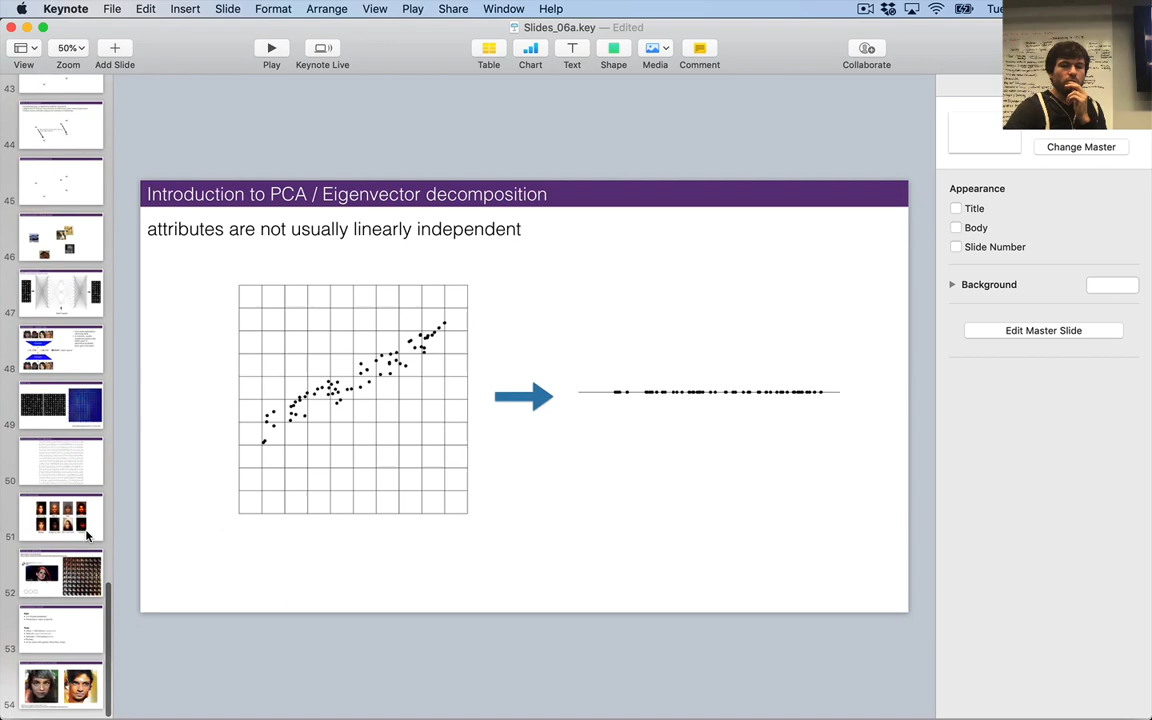 Keynote File Edit Insert Slide Format Arrange View Play Share Window Help Tue
Slides_06a.key — Edited
50%
View Zoom Add Slide Play Keynote Live Table Chart Text Shape Media Comment Collaborate
43
44
45
46
47
48
49
50
51
52
53
54
Introduction to PCA / Eigenvector decomposition
attributes are not usually linearly independent
Change Master
Appearance
Title
Body
Slide Number
Background
Edit Master Slide